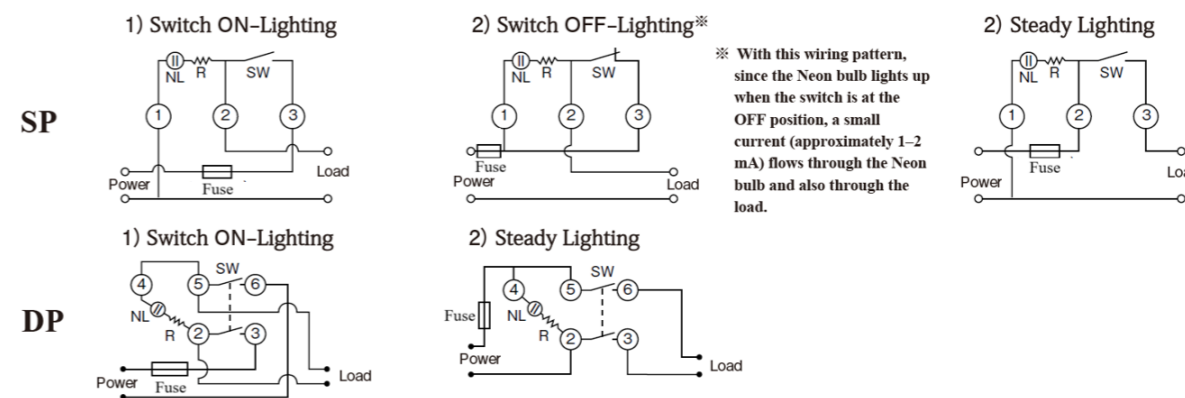 1) Switch ON-Lighting
2) Switch OFF-Lighting※
2) Steady Lighting
SP
NL R SW
1 2 3
Fuse
Power
Load
NL R SW
1 2 3
Fuse
Power
Load
※ With this wiring pattern,
since the Neon bulb lights up
when the switch is at the
OFF position, a small
current (approximately 1–2
mA) flows through the Neon
bulb and also through the
load.
NL R SW
1 2 3
Fuse
Power
Loa
1) Switch ON-Lighting
2) Steady Lighting
DP
SW
4 5 6
NL
R 2 3
Power
Fuse
Load
SW
4 5 6
Fuse
NL
R 2 3
Power
Load